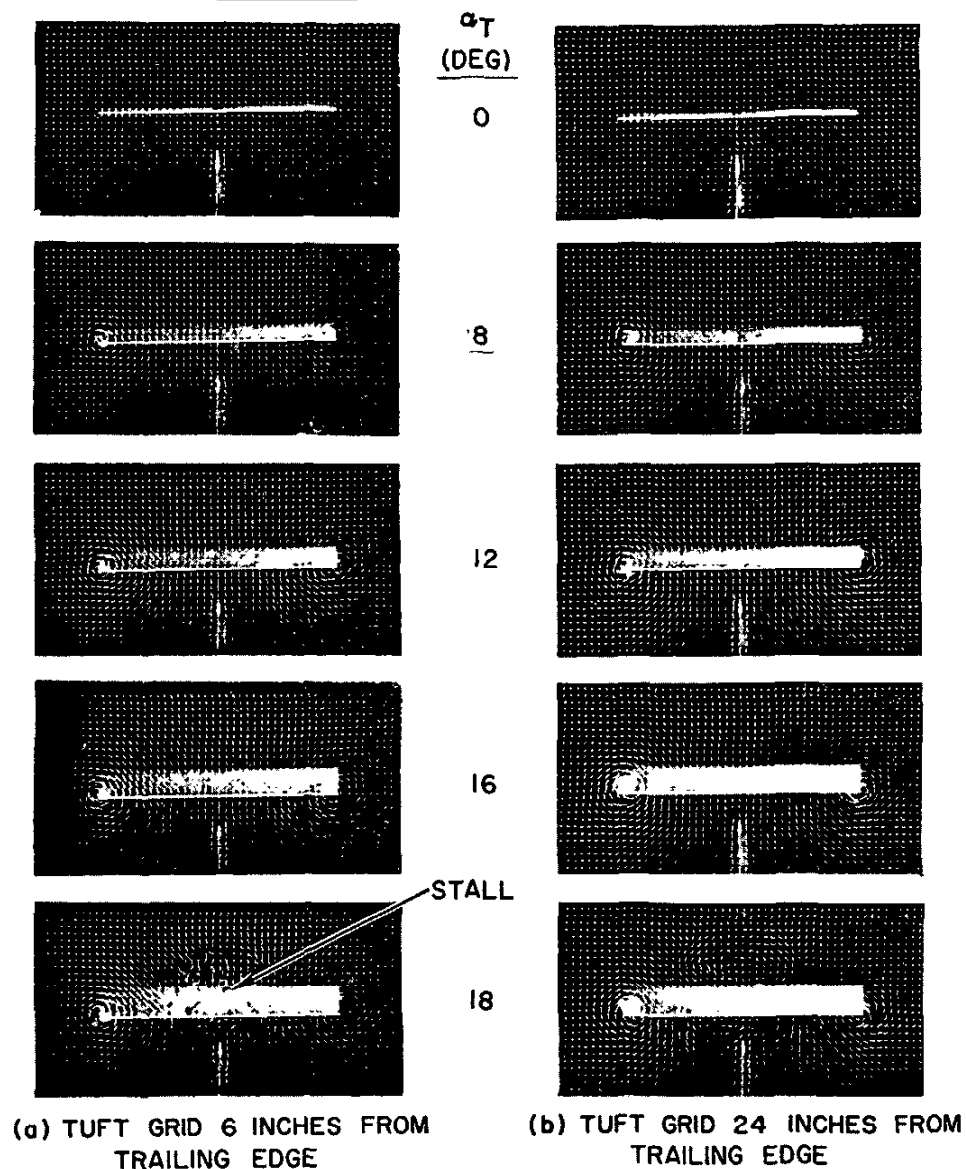 αT
(DEG)
0
8
12
16
STALL
18
(a) TUFT GRID 6 INCHES FROM
TRAILING EDGE
(b) TUFT GRID 24 INCHES FROM
TRAILING EDGE